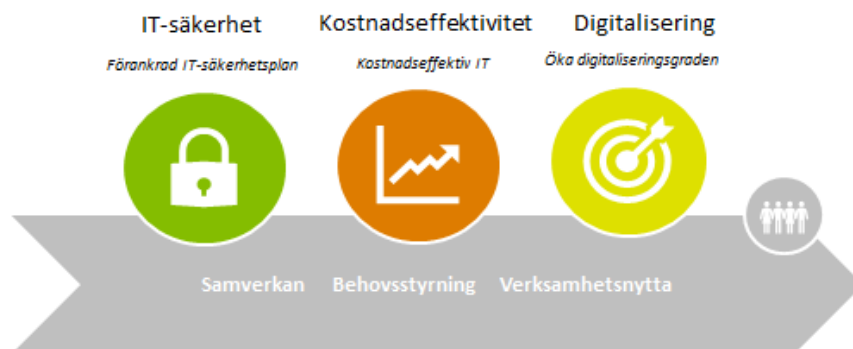 IT-säkerhet
Kostnadseffektivitet
Digitalisering
Förankrad IT-säkerhetsplan
Kostnadseffektiv IT
Öka digitaliseringsgraden
Samverkan
Behovsstyrning
Verksamhetsnytta